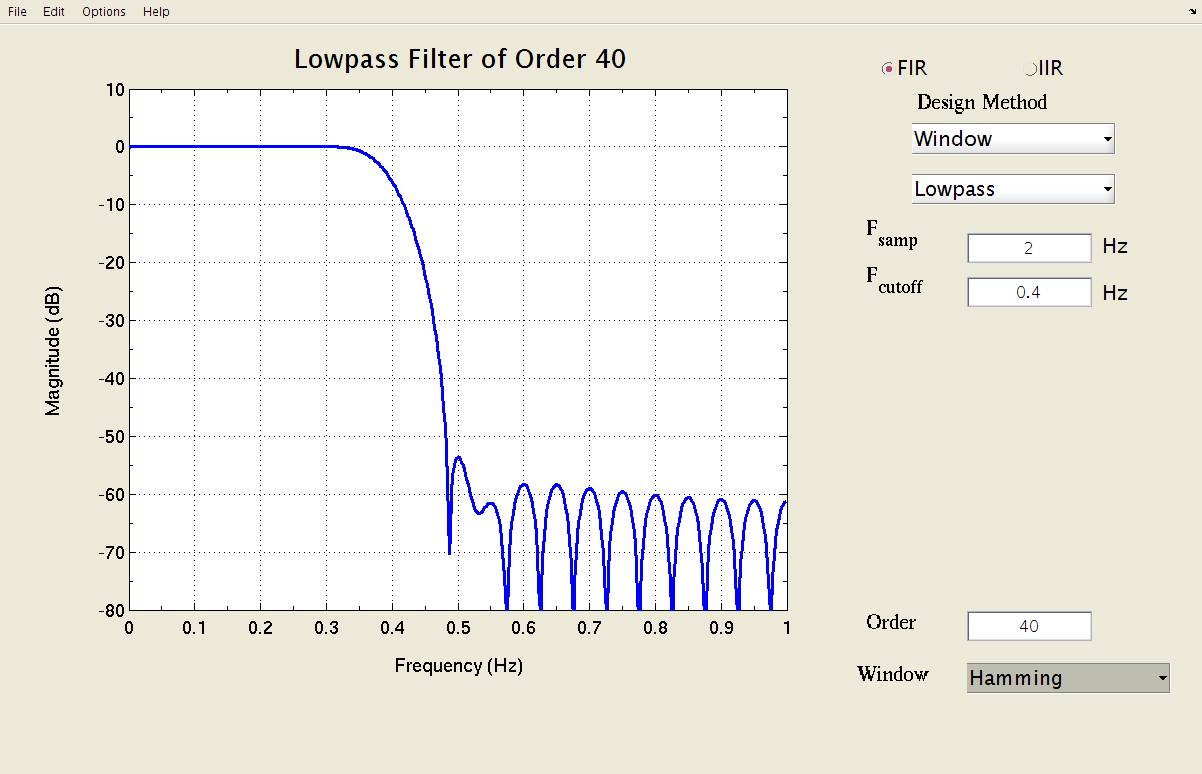 File Edit Options Help
Lowpass Filter of Order 40
10
0
-10
-20
-30
-40
-50
-60
-70
-80
Magnitude (dB)
0 0.1 0.2 0.3 0.4 0.5 0.6 0.7 0.8 0.9 1
Frequency (Hz)
FIR IIR
Design Method
Window
Lowpass
Fsamp 2 Hz
Fcutoff 0.4 Hz
Order 40
Window Hamming